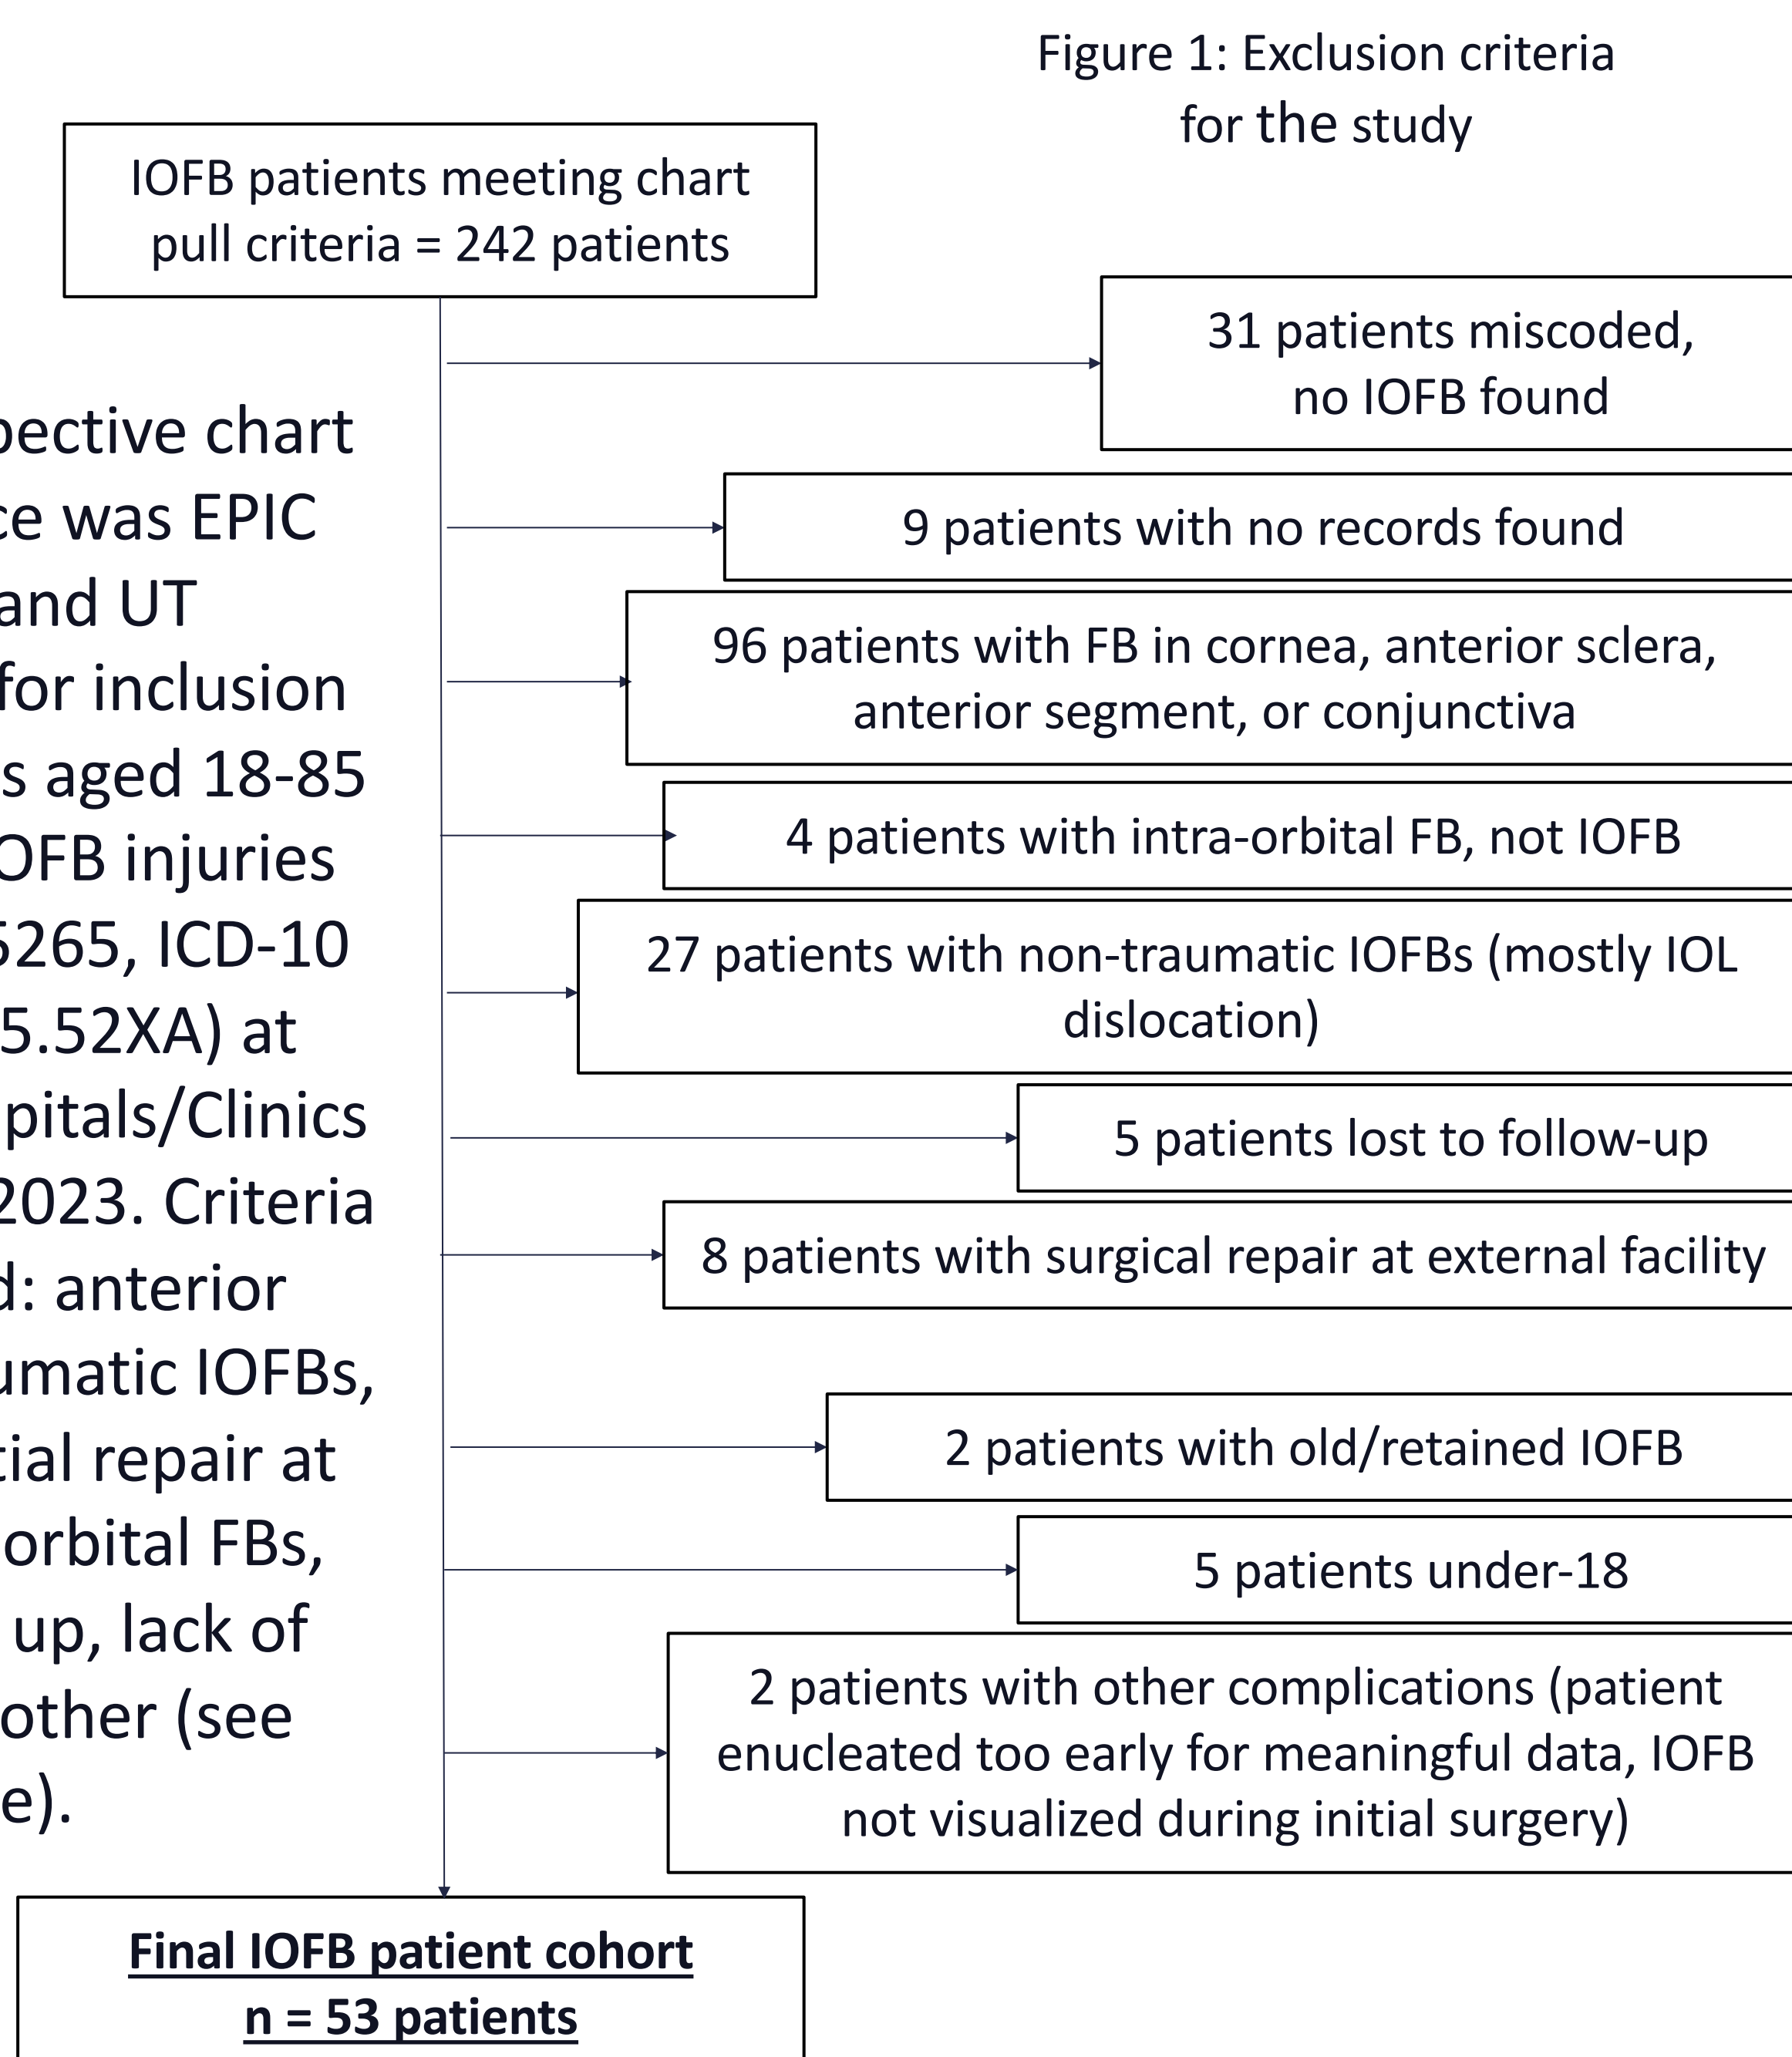 Figure 1: Exclusion criteria
for the study
IOFB patients meeting chart
pull criteria = 242 patients
31 patients miscoded,
no IOFB found
9 patients with no records found
96 patients with FB in cornea, anterior sclera,
anterior segment, or conjunctiva
4 patients with intra-orbital FB, not IOFB
27 patients with non-traumatic IOFBs (mostly IOL
dislocation)
5 patients lost to follow-up
8 patients with surgical repair at external facility
2 patients with old/retained IOFB
5 patients under-18
2 patients with other complications (patient
enucleated too early for meaningful data, IOFB
not visualized during initial surgery)
chart
was EPIC
and UT
for inclusion
aged 18-85
injuries
5265, ICD-10
5.52XA) at
/Clinics
2023. Criteria
: anterior
IOFBs,
repair at
orbital FBs,
up, lack of
other (see
).
Final IOFB patient cohort
n = 53 patients